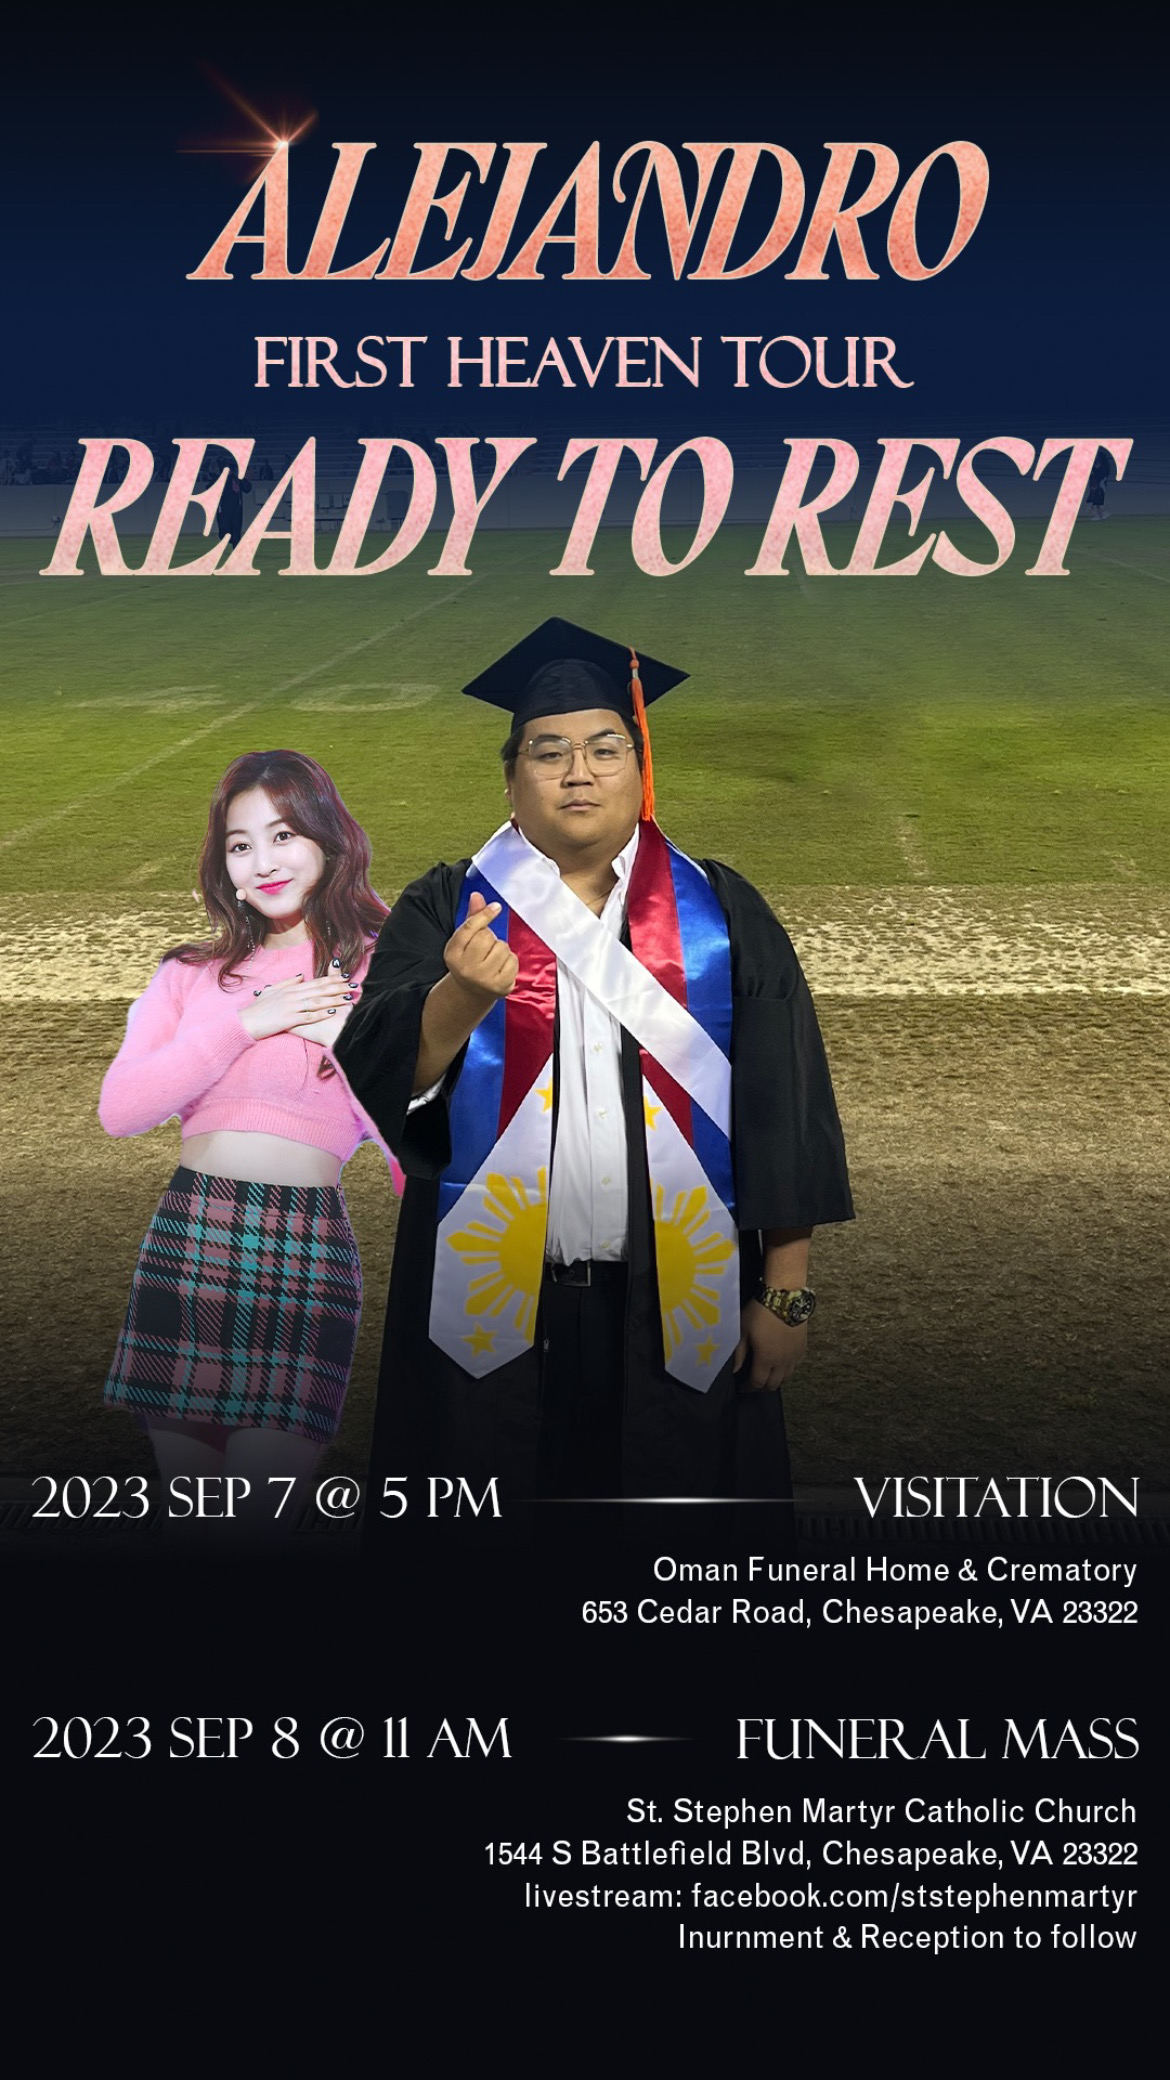 ALEJANDRO
FIRST HEAVEN TOUR
READY TO REST
2023 SEP 7 @ 5 PM VISITATION
Oman Funeral Home & Crematory
653 Cedar Road, Chesapeake, VA 23322
2023 SEP 8 @ 11 AM FUNERAL MASS
St. Stephen Martyr Catholic Church
1544 S Battlefield Blvd, Chesapeake, VA 23322
livestream: facebook.com/ststephenmartyr
Inurnment & Reception to follow